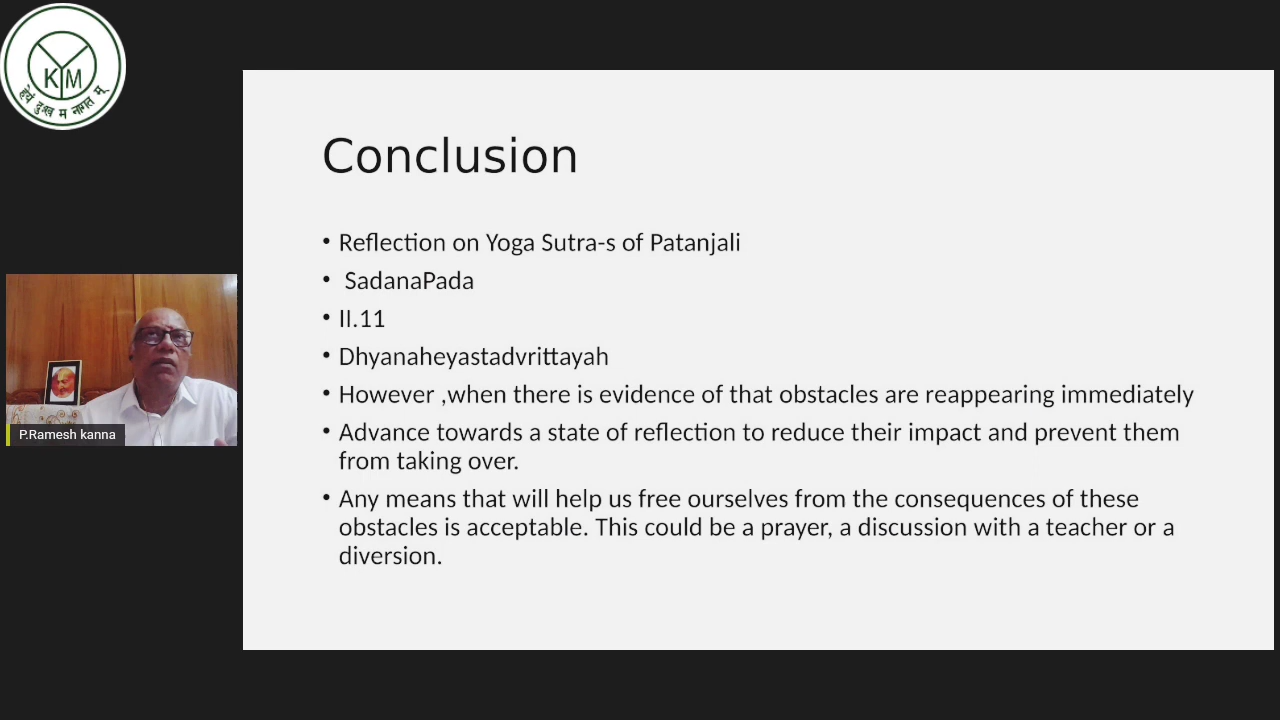 KYM
हेयं दुःख म नागत म्
Conclusion
• Reflection on Yoga Sutra-s of Patanjali
• SadanaPada
• II.11
• Dhyanaheyastadvrittayah
• However ,when there is evidence of that obstacles are reappearing immediately
• Advance towards a state of reflection to reduce their impact and prevent them
from taking over.
• Any means that will help us free ourselves from the consequences of these
obstacles is acceptable. This could be a prayer, a discussion with a teacher or a
diversion.
P.Ramesh kanna